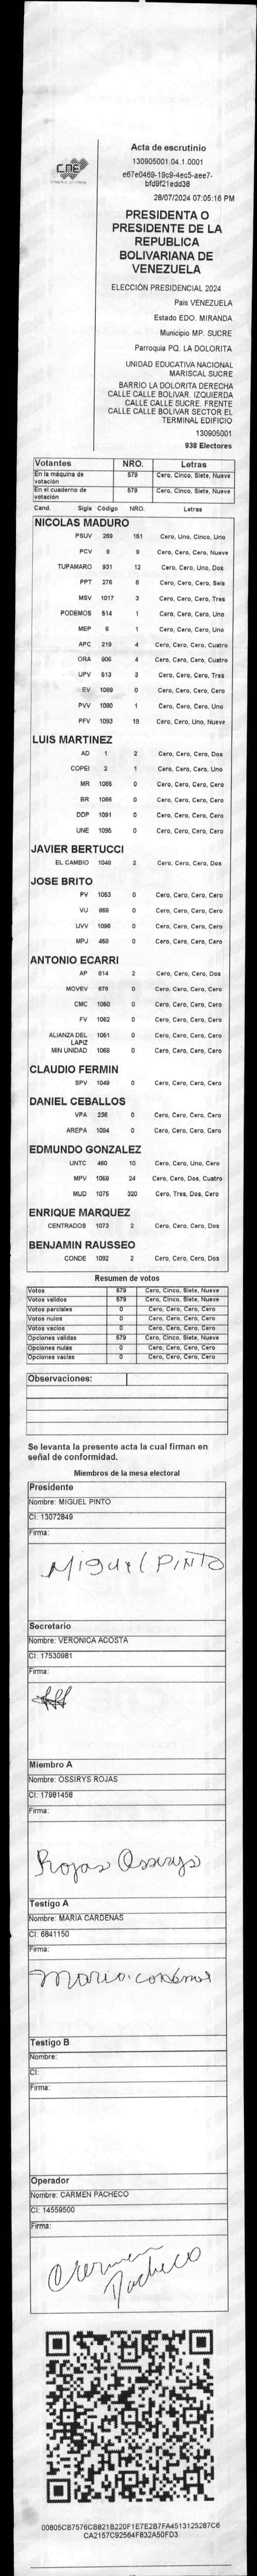 CNE
Acta de escrutinio
130905001.04.1.0001
e67e0469-19c9-4ec5-aee7-
bfd9f21edd38
28/07/2024 07:05:16 PM
PRESIDENTA O
PRESIDENTE DE LA
REPUBLICA
BOLIVARIANA DE
VENEZUELA
ELECCIÓN PRESIDENCIAL 2024
Pais VENEZUELA
Estado EDO. MIRANDA
Municipio MP. SUCRE
Parroquia PQ. LA DOLORITA
UNIDAD EDUCATIVA NACIONAL
MARISCAL SUCRE
BARRIO LA DOLORITA DERECHA
CALLE CALLE BOLIVAR. IZQUIERDA
CALLE CALLE SUCRE. FRENTE
CALLE CALLE BOLIVAR SECTOR EL
TERMINAL EDIFICIO
130905001
938 Electores
Votantes NRO. Letras
En la máquina de votación 579 Cero, Cinco, Siete, Nueve
En el cuaderno de votación 579 Cero, Cinco, Siete, Nueve
Cand. Sigla Código NRO. Letras
NICOLAS MADURO
PSUV 269 151 Cero, Uno, Cinco, Uno
PCV 9 9 Cero, Cero, Cero, Nueve
TUPAMARO 931 12 Cero, Cero, Uno, Dos
PPT 276 6 Cero, Cero, Cero, Seis
MSV 1017 3 Cero, Cero, Cero, Tres
PODEMOS 514 1 Cero, Cero, Cero, Uno
MEP 6 1 Cero, Cero, Cero, Uno
APC 219 4 Cero, Cero, Cero, Cuatro
ORA 906 4 Cero, Cero, Cero, Cuatro
UPV 613 3 Cero, Cero, Cero, Tres
EV 1089 0 Cero, Cero, Cero, Cero
PVV 1090 1 Cero, Cero, Cero, Uno
PFV 1093 19 Cero, Cero, Uno, Nueve
LUIS MARTINEZ
AD 1 2 Cero, Cero, Cero, Dos
COPEI 2 1 Cero, Cero, Cero, Uno
MR 1065 0 Cero, Cero, Cero, Cero
BR 1066 0 Cero, Cero, Cero, Cero
DDP 1091 0 Cero, Cero, Cero, Cero
UNE 1095 0 Cero, Cero, Cero, Cero
JAVIER BERTUCCI
EL CAMBIO 1048 2 Cero, Cero, Cero, Dos
JOSE BRITO
PV 1053 0 Cero, Cero, Cero, Cero
VU 868 0 Cero, Cero, Cero, Cero
UVV 1096 0 Cero, Cero, Cero, Cero
MPJ 459 0 Cero, Cero, Cero, Cero
ANTONIO ECARRI
AP 914 2 Cero, Cero, Cero, Dos
MOVEV 878 0 Cero, Cero, Cero, Cero
CMC 1050 0 Cero, Cero, Cero, Cero
FV 1062 0 Cero, Cero, Cero, Cero
ALIANZA DEL LAPIZ 1051 0 Cero, Cero, Cero, Cero
MIN UNIDAD 1068 0 Cero, Cero, Cero, Cero
CLAUDIO FERMIN
SPV 1049 0 Cero, Cero, Cero, Cero
DANIEL CEBALLOS
VPA 236 0 Cero, Cero, Cero, Cero
AREPA 1094 0 Cero, Cero, Cero, Cero
EDMUNDO GONZALEZ
UNTC 460 10 Cero, Cero, Uno, Cero
MPV 1069 24 Cero, Cero, Dos, Cuatro
MUD 1075 320 Cero, Tres, Dos, Cero
ENRIQUE MARQUEZ
CENTRADOS 1073 2 Cero, Cero, Cero, Dos
BENJAMIN RAUSSEO
CONDE 1092 2 Cero, Cero, Cero, Dos
Resumen de votos
Votos 579 Cero, Cinco, Siete, Nueve
Votos validos 579 Cero, Cinco, Siete, Nueve
Votos parciales 0 Cero, Cero, Cero, Cero
Votos nulos 0 Cero, Cero, Cero, Cero
Votos vacios 0 Cero, Cero, Cero, Cero
Opciones validas 579 Cero, Cinco, Siete, Nueve
Opciones nulas 0 Cero, Cero, Cero, Cero
Opciones vacias 0 Cero, Cero, Cero, Cero
Observaciones:
Se levanta la presente acta la cual firman en
señal de conformidad.
Miembros de la mesa electoral
Presidente
Nombre: MIGUEL PINTO
CI: 13072849
Firma:
Miguel PINTO
Secretario
Nombre: VERONICA ACOSTA
CI: 17530981
Firma:
Miembro A
Nombre: OSSIRYS ROJAS
CI: 17981458
Firma:
Rojas Ossirys
Testigo A
Nombre: MARIA CARDENAS
CI: 6841150
Firma:
Maria cardenas
Testigo B
Nombre:
CI:
Firma:
Operador
Nombre: CARMEN PACHECO
CI: 14559500
Firma:
Carmen
Pacheco
00805CB7576CB821B220F1E7E2B7FA4513125287C6
CA2157C92564F832A50FD3